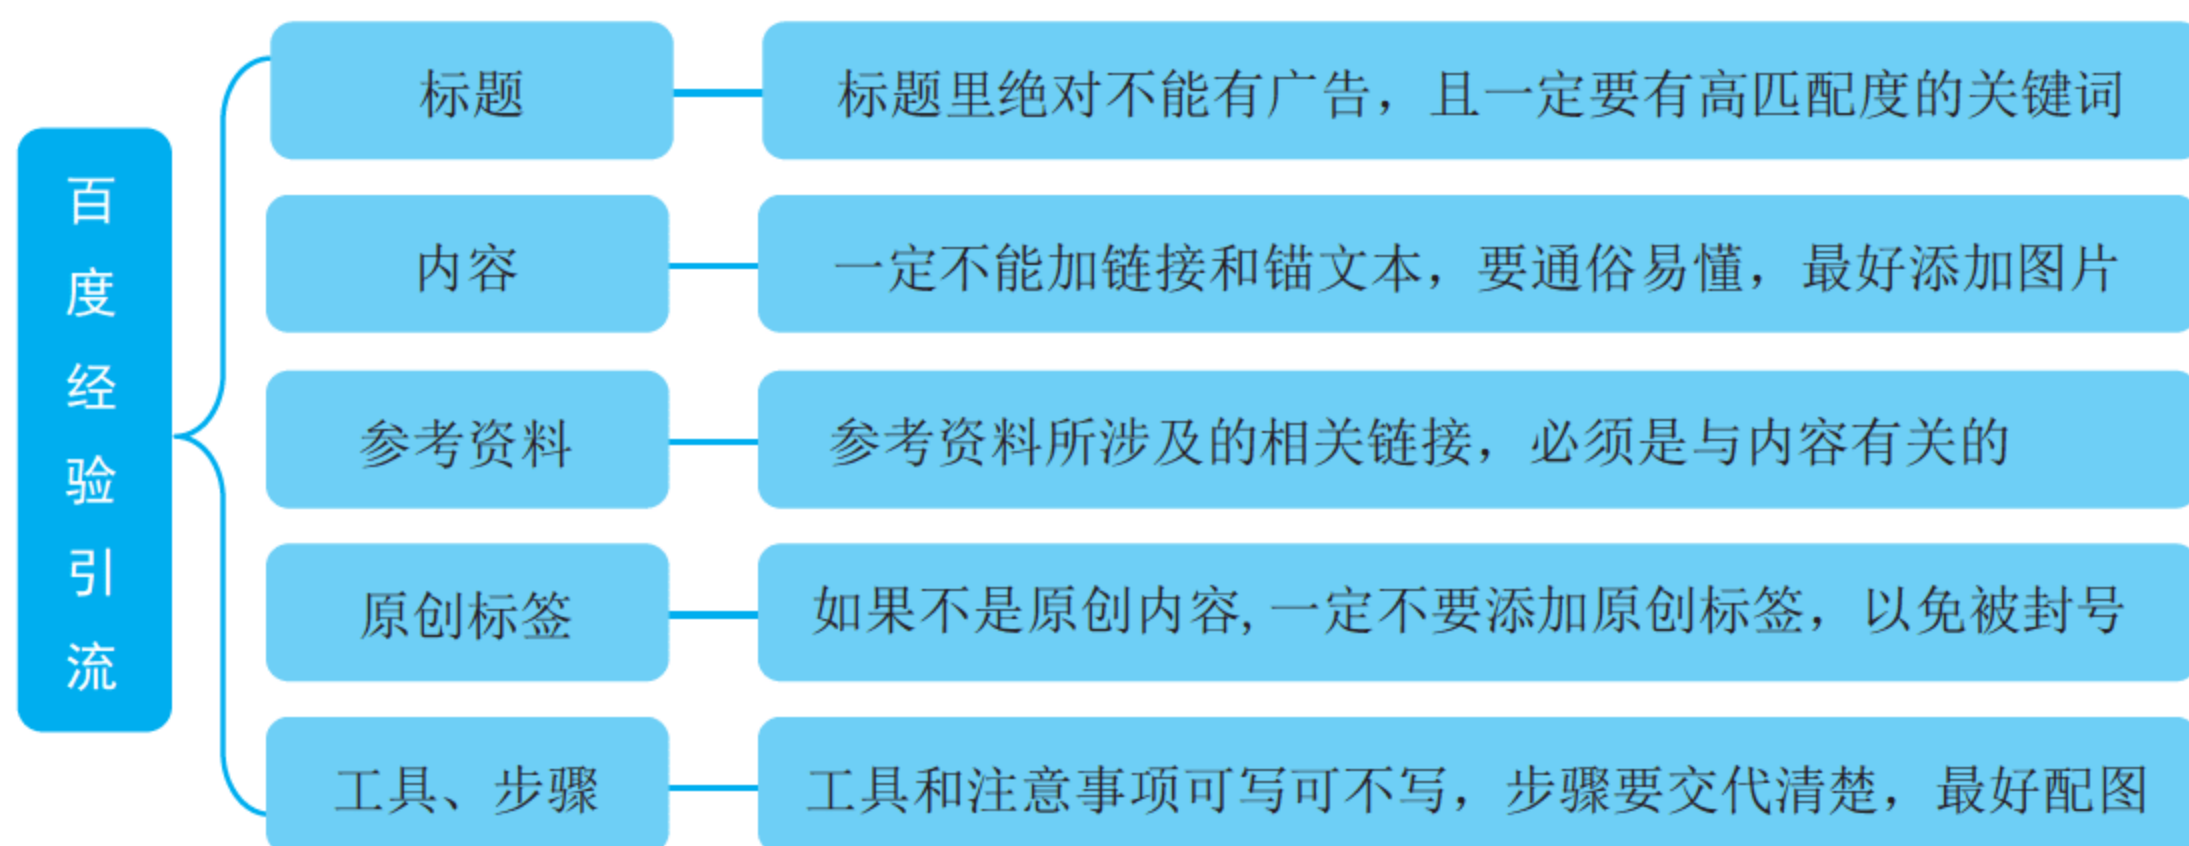 百度经验引流
标题
标题里绝对不能有广告，且一定要有高匹配度的关键词
内容
一定不能加链接和锚文本，要通俗易懂，最好添加图片
参考资料
参考资料所涉及的相关链接，必须是与内容有关的
原创标签
如果不是原创内容,一定不要添加原创标签，以免被封号
工具、步骤
工具和注意事项可写可不写，步骤要交代清楚，最好配图